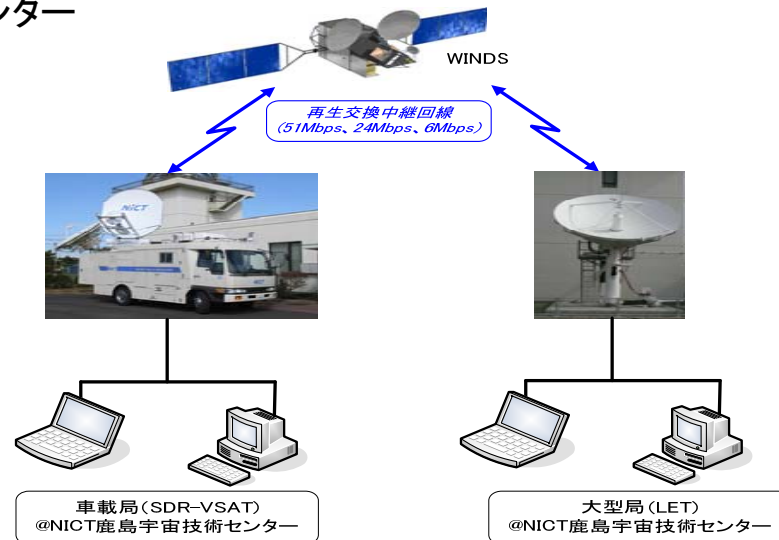 ンター
WINDS
再生交換中継回線
(51Mbps、24Mbps、6Mbps)
NICT
NICT
車載局(SDR-VSAT)
@NICT鹿島宇宙技術センター
大型局(LET)
@NICT鹿島宇宙技術センター